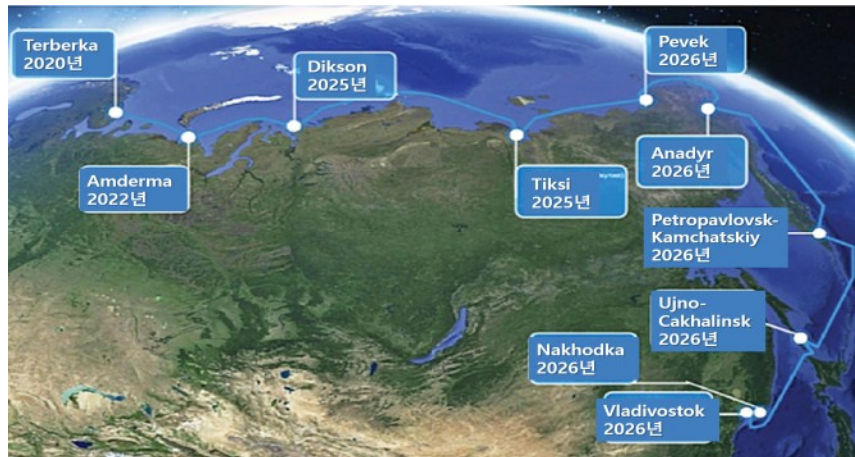 Terberka
2020년
Dikson
2025년
Pevek
2026년
Amderma
2022년
Tiksi
2025년
Anadyr
2026년
Petropavlovsk-
Kamchatskiy
2026년
Ujno-
Cakhalinsk
2026년
Nakhodka
2026년
Vladivostok
2026년